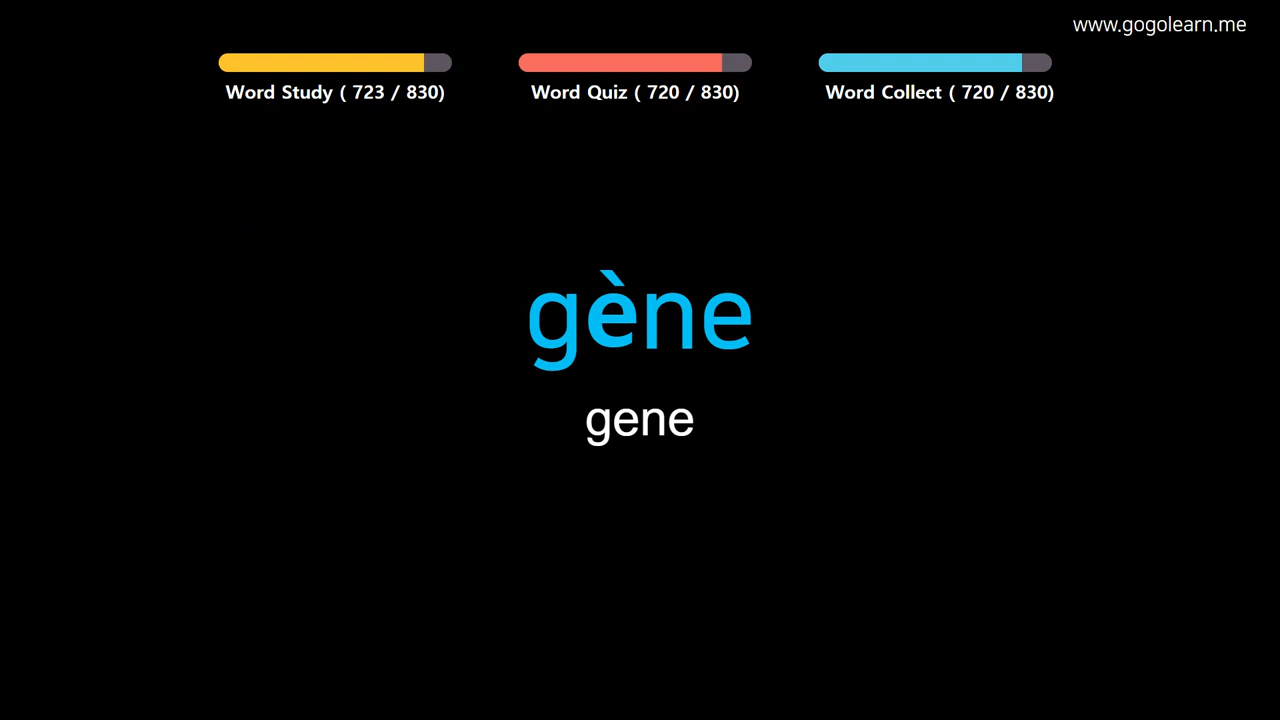 www.gogolearn.me
Word Study ( 723 / 830)
Word Quiz ( 720 / 830)
Word Collect ( 720 / 830)
gène
gene